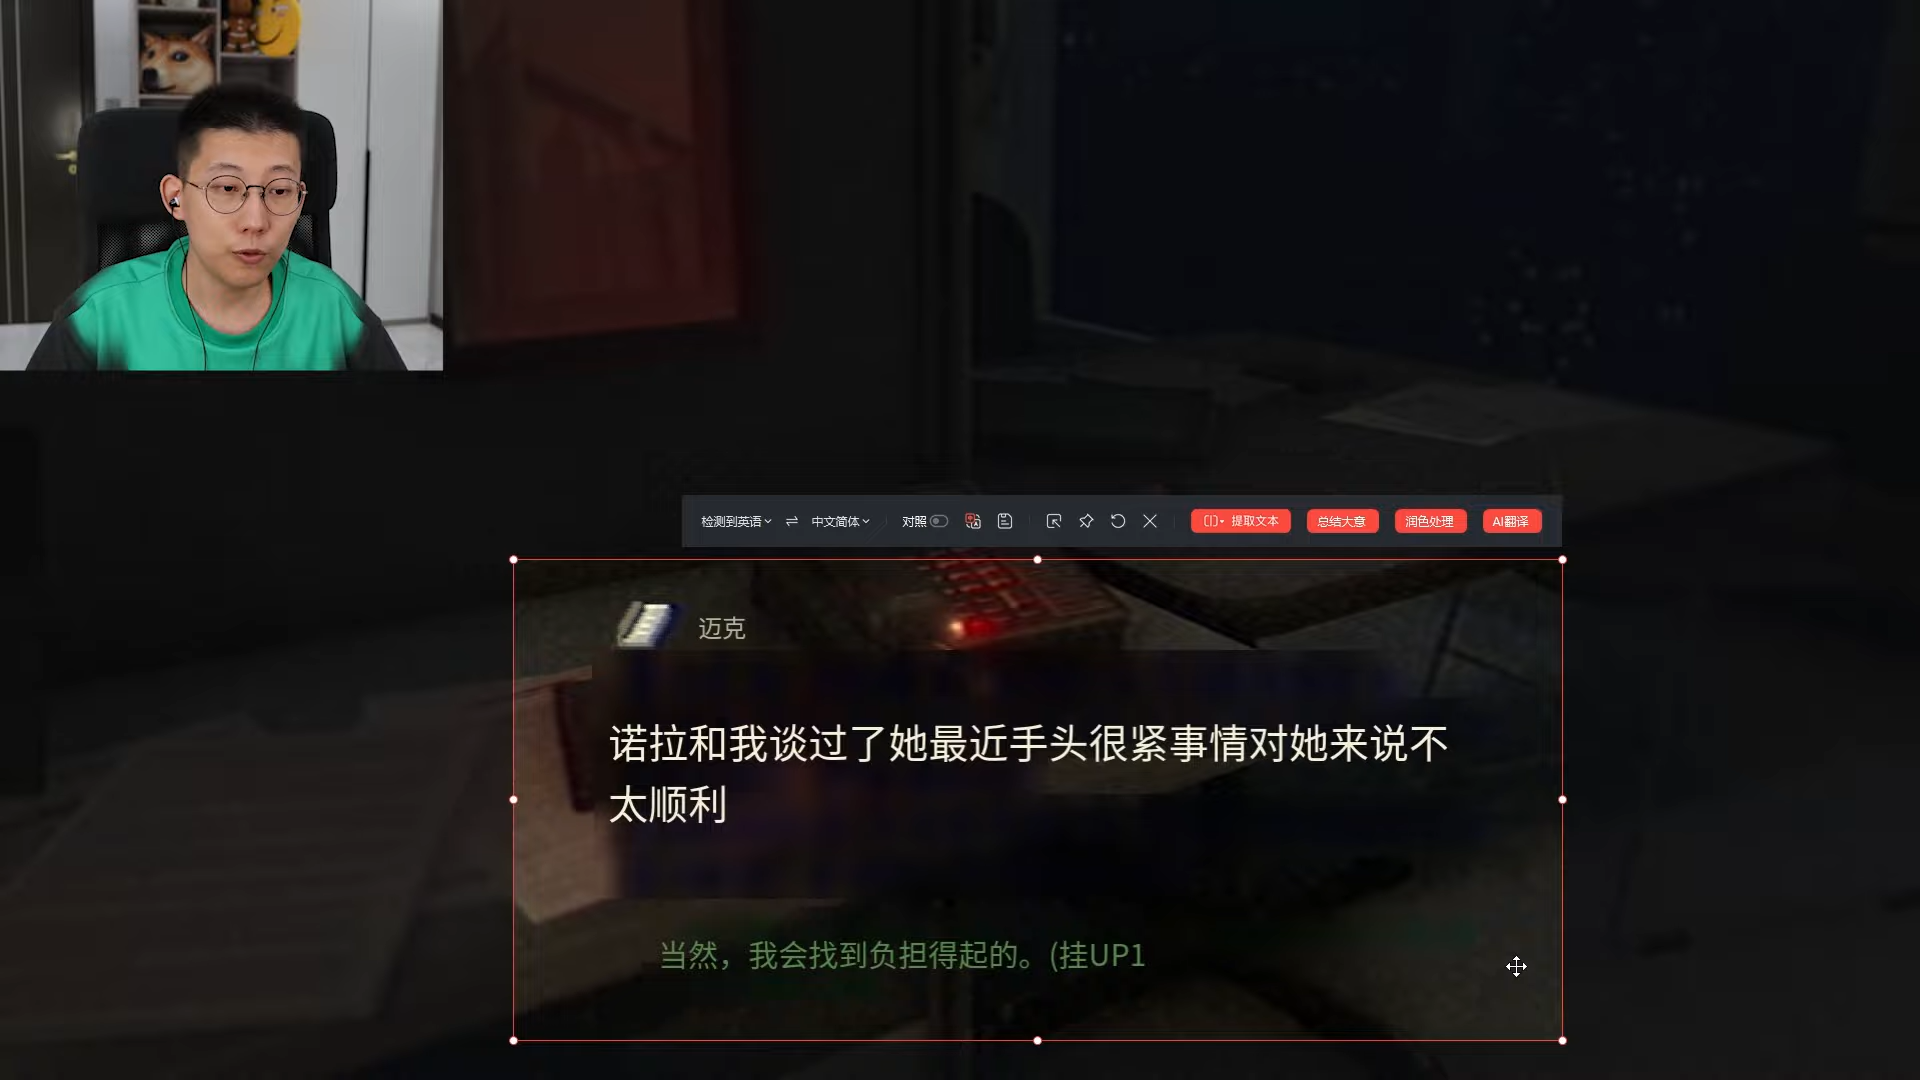 检测到英语 中文简体 对照 提取文本 总结大意 润色处理 AI翻译
迈克
诺拉和我谈过了她最近手头很紧事情对她来说不
太顺利
当然，我会找到负担得起的。(挂UP1